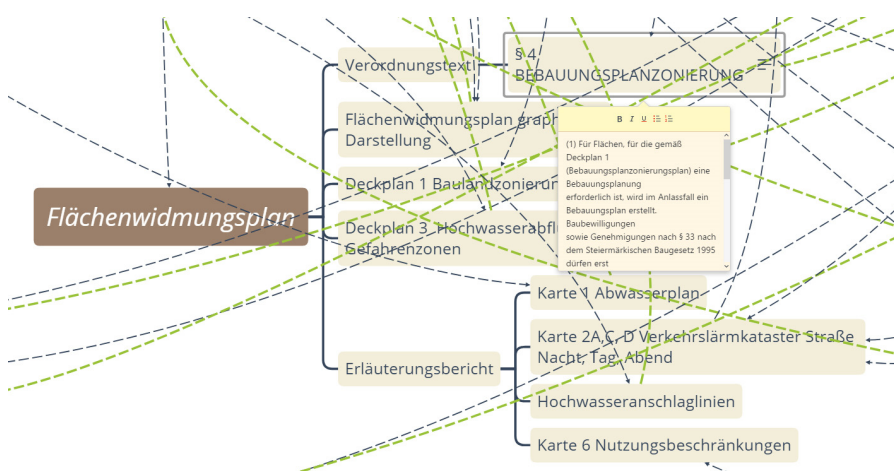 § 4
BEBAUUNGSPLANZONIERUNG
Verordnungstext
Flächenwidmungsplan graph
Darstellung
B I U
(1) Für Flächen, für die gemäß
Deckplan 1
(Bebauungsplanzonierungsplan) eine
Bebauungsplanung
erforderlich ist, wird im Anlassfall ein
Bebauungsplan erstellt.
Baubewilligungen
sowie Genehmigungen nach § 33 nach
dem Steiermärkischen Baugesetz 1995
dürfen erst
Deckplan 1 Baulandzonierun
Flächenwidmungsplan
Deckplan 3 Hochwasserabfl
Gefahrenzonen
Karte 1 Abwasserplan
Karte 2A,C, D Verkehrslärmkataster Straße
Nacht, Tag, Abend
Erläuterungsbericht
Hochwasseranschlaglinien
Karte 6 Nutzungsbeschränkungen